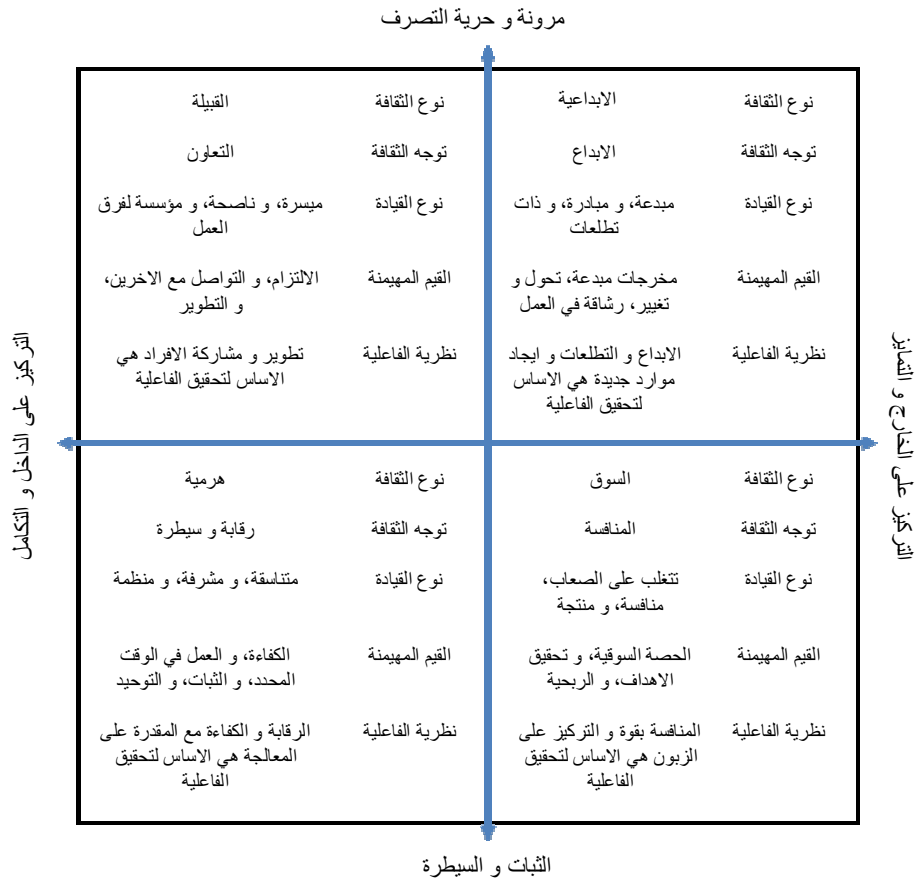 مرونة و حرية التصرف
نوع الثقافة
الابداعية
توجه الثقافة
الابداع
نوع القيادة
مبدعة، و مبادرة، و ذات
تطلعات
القيم المهيمنة
مخرجات مبدعة، تحول و
تغيير، رشاقة في العمل
نظرية الفاعلية
الابداع و التطلعات و ايجاد
موارد جديدة هي الاساس
لتحقيق الفاعلية
نوع الثقافة
القبيلة
توجه الثقافة
التعاون
نوع القيادة
ميسرة، و ناصحة، و مؤسسة لفرق
العمل
القيم المهيمنة
الالتزام، و التواصل مع الاخرين،
و التطوير
نظرية الفاعلية
تطوير و مشاركة الافراد هي
الاساس لتحقيق الفاعلية
التركيز على الخارج و التمايز
التركيز على الداخل و التكامل
نوع الثقافة
السوق
توجه الثقافة
المنافسة
نوع القيادة
تتغلب على الصعاب،
منافسة، و منتجة
القيم المهيمنة
الحصة السوقية، و تحقيق
الاهداف، و الربحية
نظرية الفاعلية
المنافسة بقوة و التركيز على
الزبون هي الاساس لتحقيق
الفاعلية
نوع الثقافة
هرمية
توجه الثقافة
رقابة و سيطرة
نوع القيادة
متناسقة، و مشرفة، و منظمة
القيم المهيمنة
الكفاءة، و العمل في الوقت
المحدد، و الثبات، و التوحيد
نظرية الفاعلية
الرقابة و الكفاءة مع المقدرة على
المعالجة هي الاساس لتحقيق
الفاعلية
الثبات و السيطرة